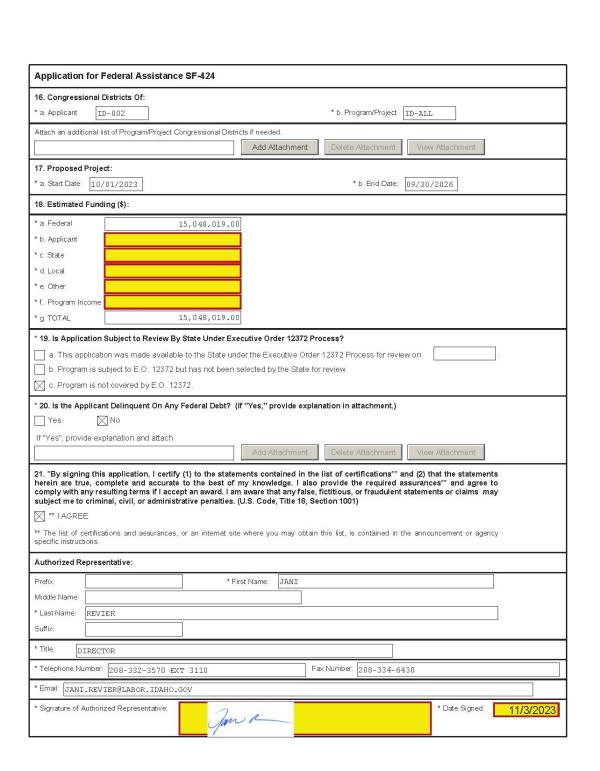 Application for Federal Assistance SF-424
16. Congressional Districts Of:
* a. Applicant ID-002 * b. Program/Project ID-ALL
Attach an additional list of Program/Project Congressional Districts if needed.
Add Attachment Delete Attachment View Attachment
17. Proposed Project:
* a. Start Date: 10/01/2023 * b. End Date: 09/30/2026
18. Estimated Funding ($):
* a. Federal 15,048,019.00
* b. Applicant
* c. State
* d. Local
* e. Other
* f. Program Income
* g. TOTAL 15,048,019.00
* 19. Is Application Subject to Review By State Under Executive Order 12372 Process?
a. This application was made available to the State under the Executive Order 12372 Process for review on .
b. Program is subject to E.O. 12372 but has not been selected by the State for review.
c. Program is not covered by E.O. 12372.
* 20. Is the Applicant Delinquent On Any Federal Debt? (If "Yes," provide explanation in attachment.)
Yes No
If "Yes", provide explanation and attach
Add Attachment Delete Attachment View Attachment
21. *By signing this application, I certify (1) to the statements contained in the list of certifications** and (2) that the statements
herein are true, complete and accurate to the best of my knowledge. I also provide the required assurances** and agree to
comply with any resulting terms if I accept an award. I am aware that any false, fictitious, or fraudulent statements or claims may
subject me to criminal, civil, or administrative penalties. (U.S. Code, Title 18, Section 1001)
** I AGREE
** The list of certifications and assurances, or an internet site where you may obtain this list, is contained in the announcement or agency
specific instructions.
Authorized Representative:
Prefix: * First Name: JANI
Middle Name:
* Last Name: REVIER
Suffix:
* Title: DIRECTOR
* Telephone Number: 208-332-3570 EXT 3110 Fax Number: 208-334-6430
* Email: JANI.REVIER@LABOR.IDAHO.GOV
* Signature of Authorized Representative: * Date Signed: 11/3/2023